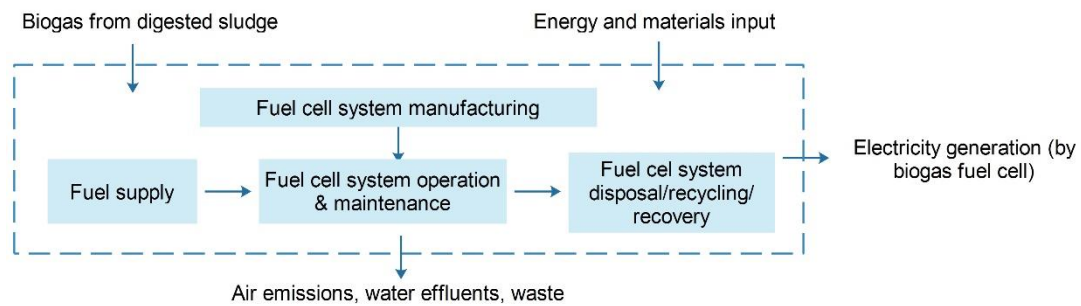 Biogas from digested sludge
Energy and materials input
Fuel cell system manufacturing
Fuel supply
Fuel cell system operation
& maintenance
Fuel cel system
disposal/recycling/
recovery
Electricity generation (by
biogas fuel cell)
Air emissions, water effluents, waste